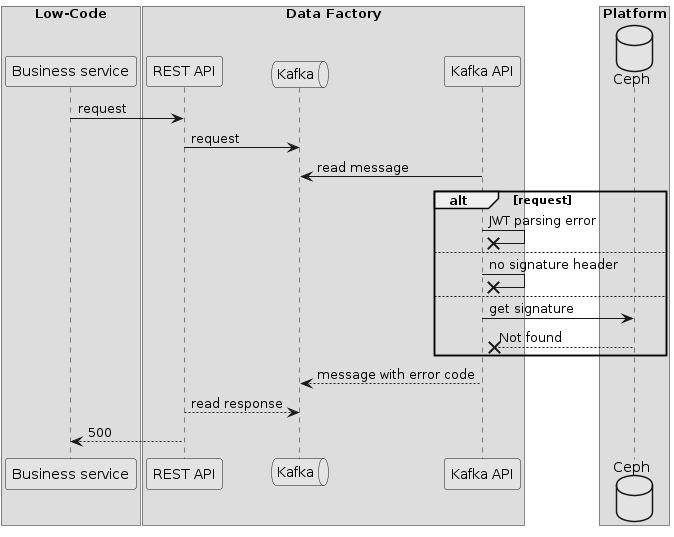 Low-Code
Data Factory
Platform
Business service
REST API
Kafka
Kafka API
Ceph
request
request
read message
alt
[request]
JWT parsing error
no signature header
get signature
Not found
message with error code
read response
500
Business service
REST API
Kafka
Kafka API
Ceph